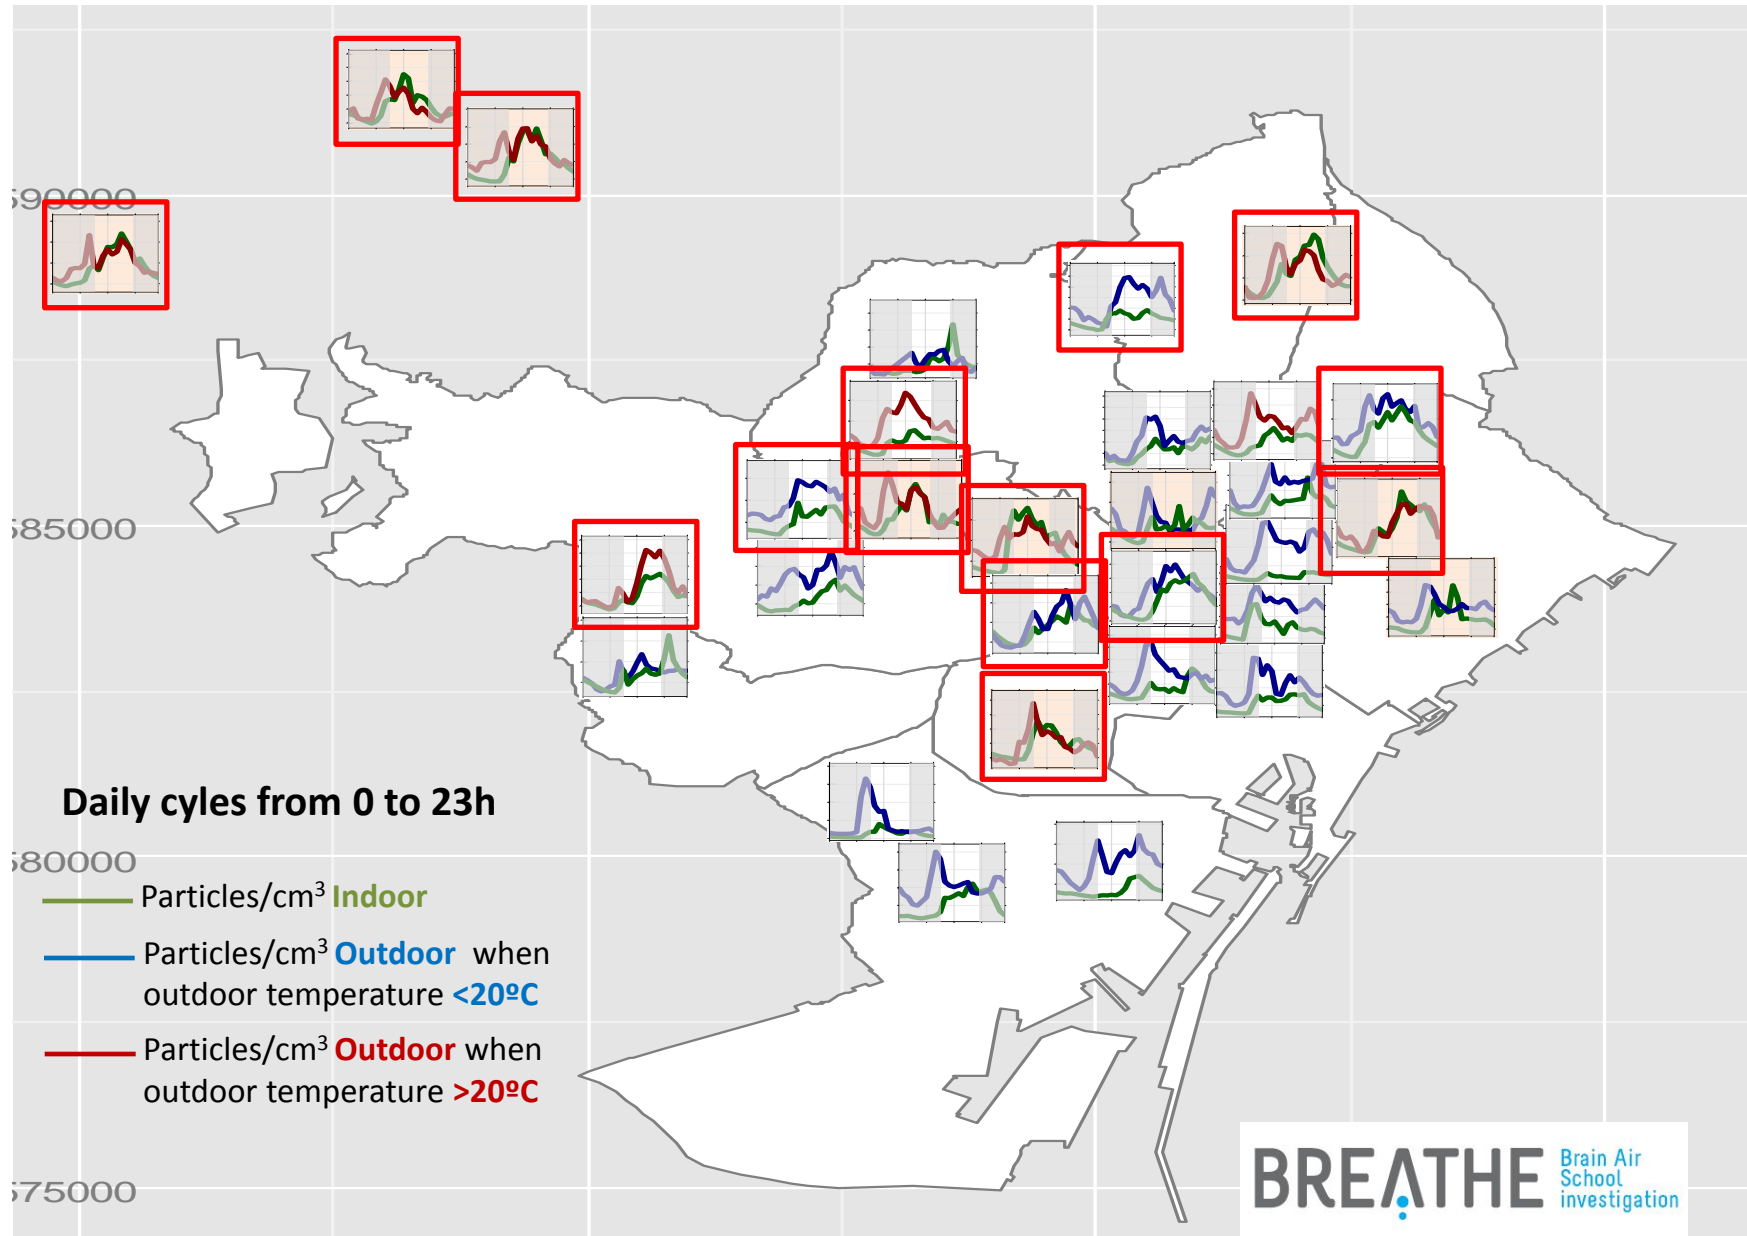 590000
585000
Daily cyles from 0 to 23h
580000
Particles/cm³ Indoor
Particles/cm³ Outdoor when
outdoor temperature <20ºC
Particles/cm³ Outdoor when
outdoor temperature >20ºC
575000
BREATHE
Brain Air
School
investigation